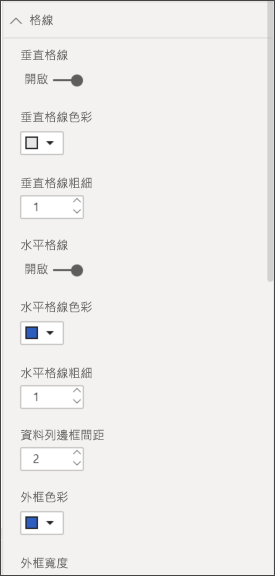 格線
垂直格線
開啟
垂直格線色彩
垂直格線粗細
1
水平格線
開啟
水平格線色彩
水平格線粗細
1
資料列邊框間距
2
外框色彩
外框寬度